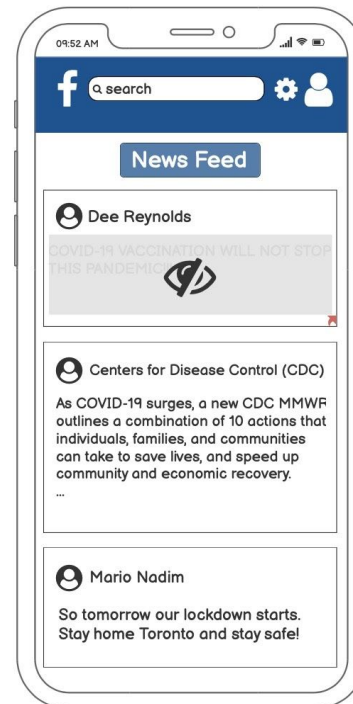 09:52 AM
f
search
News Feed
Dee Reynolds
COVID-19 VACCINATION WILL NOT STOP
THIS PANDEMIC!
Centers for Disease Control (CDC)
As COVID-19 surges, a new CDC MMWR
outlines a combination of 10 actions that
individuals, families, and communities
can take to save lives, and speed up
community and economic recovery.
...
Mario Nadim
So tomorrow our lockdown starts.
Stay home Toronto and stay safe!